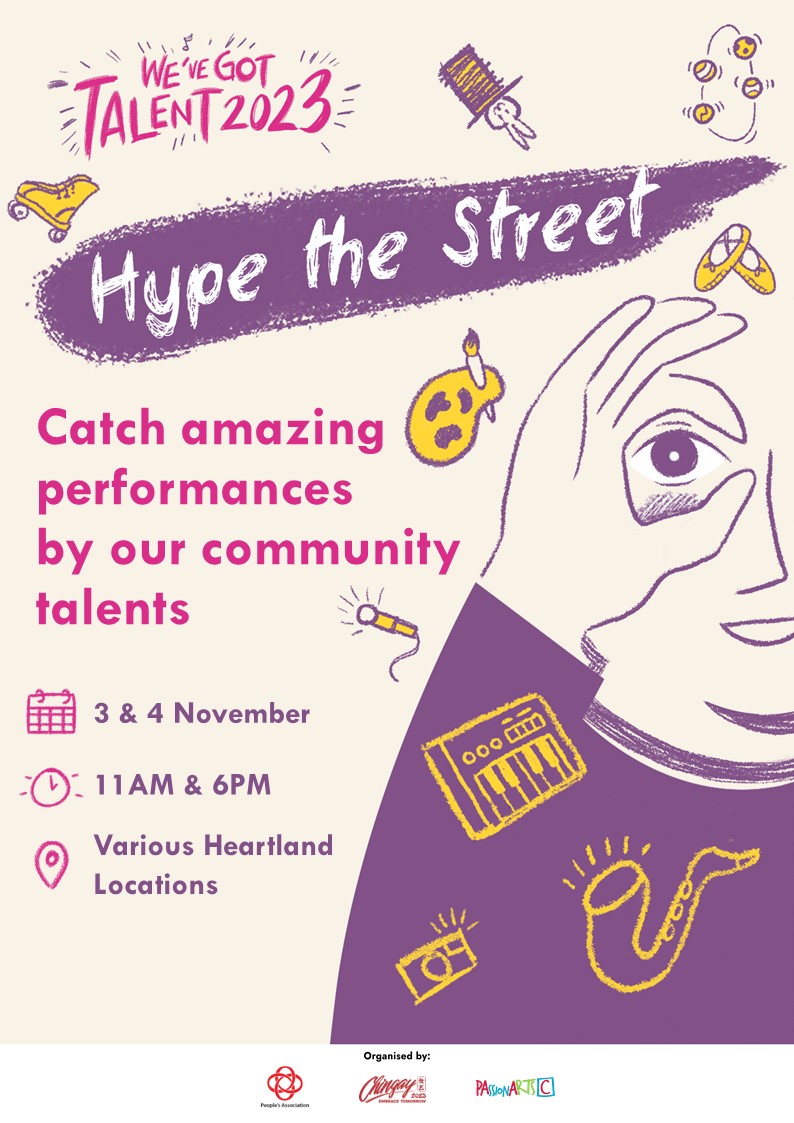 WE'VE GOT
TALENT 2023
Hype the Street
Catch amazing
performances
by our community
talents
3 & 4 November
11AM & 6PM
Various Heartland
Locations
Organised by:
People's Association
Chingay
2023
EMBRACE TOMORROW
PASSIONARTS